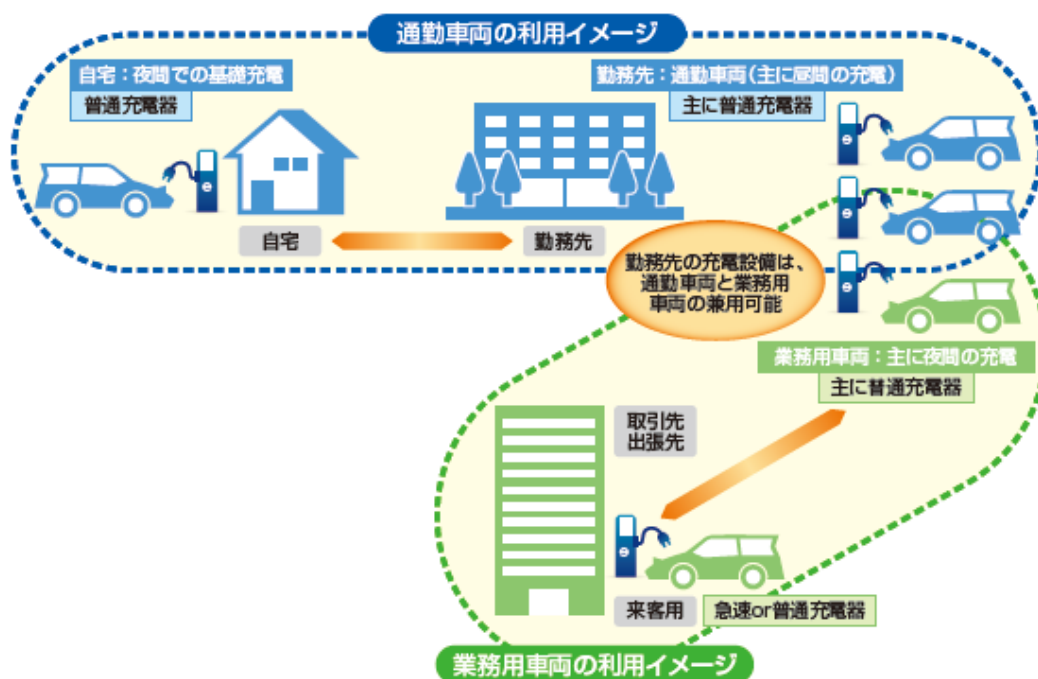 通勤車両の利用イメージ
自宅：夜間での基礎充電
普通充電器
勤務先：通勤車両（主に昼間の充電）
主に普通充電器
自宅
勤務先
勤務先の充電設備は、
通勤車両と業務用
車両の兼用可能
業務用車両：主に夜間の充電
主に普通充電器
取引先
出張先
来客用
急速or普通充電器
業務用車両の利用イメージ